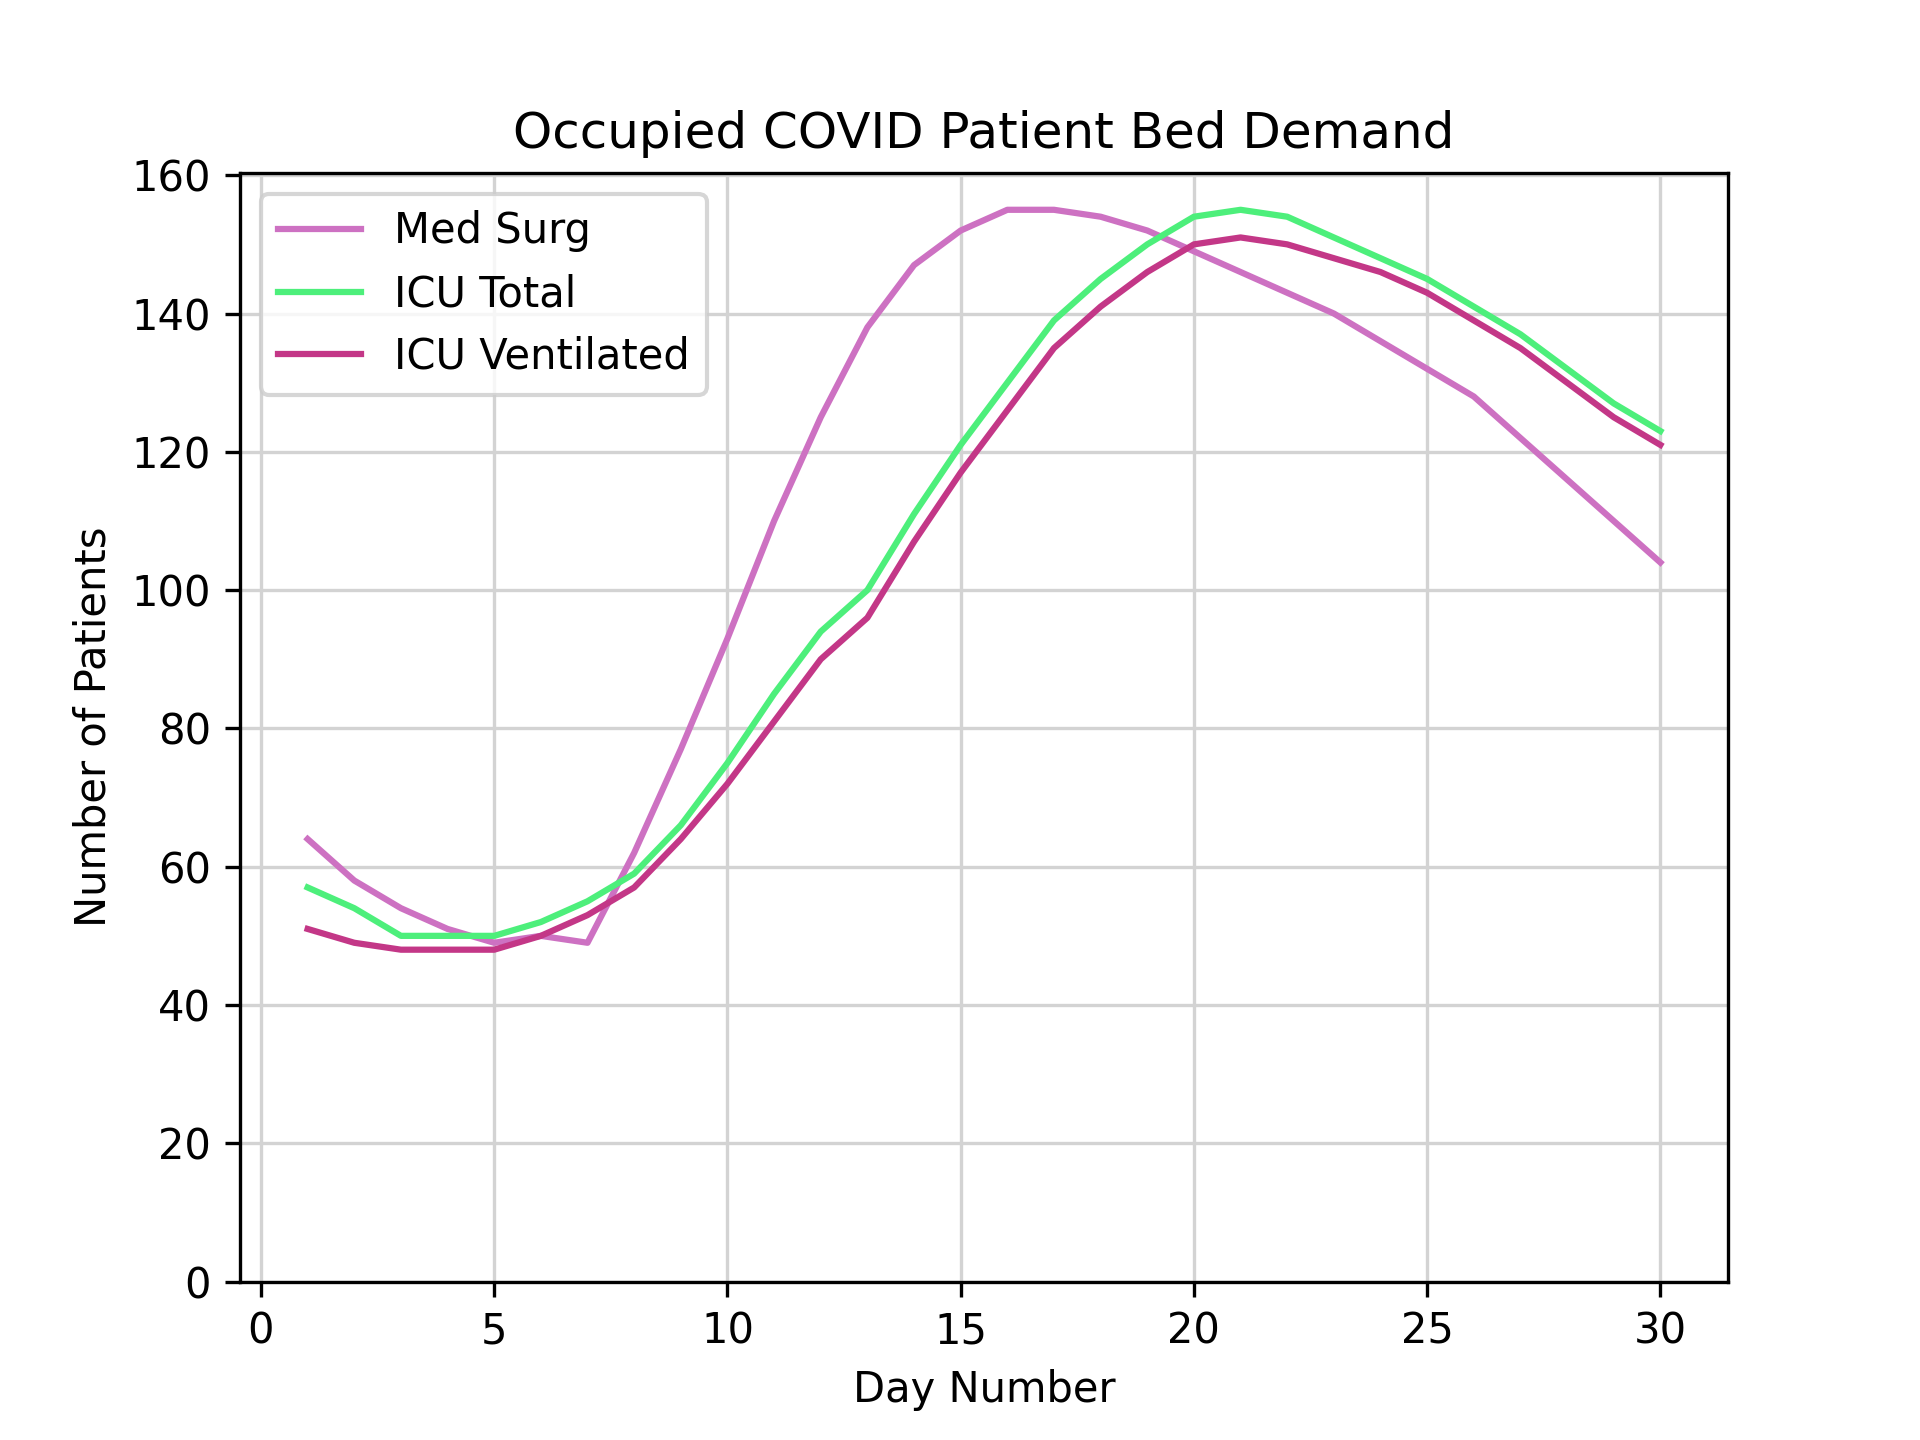 Occupied COVID Patient Bed Demand
Med Surg
ICU Total
ICU Ventilated
Number of Patients
160
140
120
100
80
60
40
20
0
0 5 10 15 20 25 30
Day Number